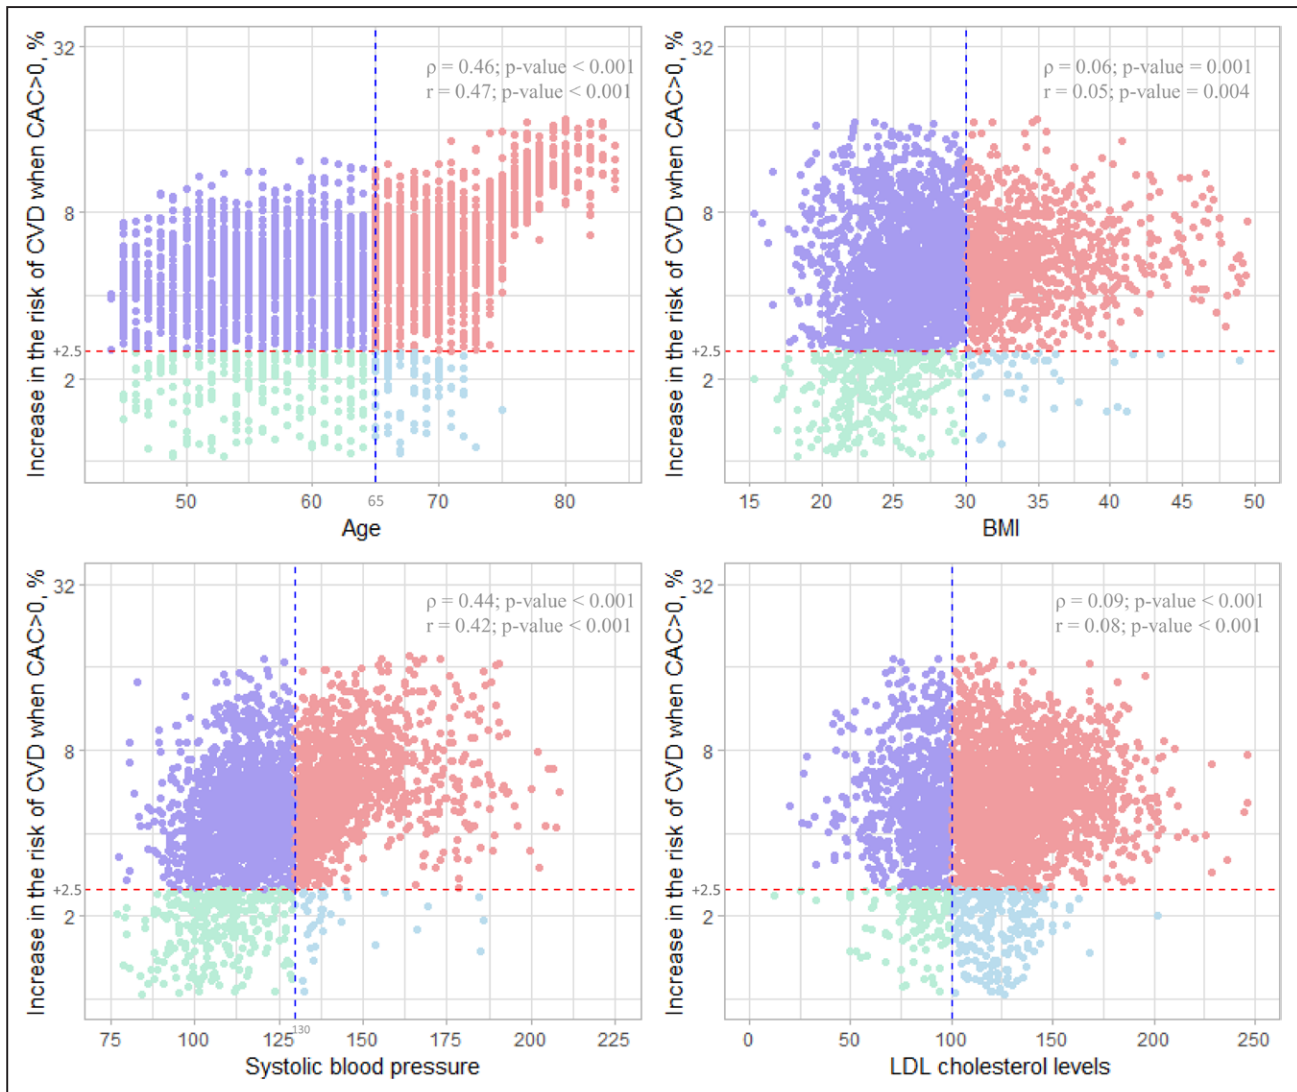 Increase in the risk of CVD when CAC>0, %
32
8
+2.5
2
ρ = 0.46; p-value < 0.001
r = 0.47; p-value < 0.001
50 60 65 70 80
Age
Increase in the risk of CVD when CAC>0, %
32
8
+2.5
2
ρ = 0.06; p-value = 0.001
r = 0.05; p-value = 0.004
15 20 25 30 35 40 45 50
BMI
Increase in the risk of CVD when CAC>0, %
32
8
+2.5
2
ρ = 0.44; p-value < 0.001
r = 0.42; p-value < 0.001
75 100 125 130 150 175 200 225
Systolic blood pressure
Increase in the risk of CVD when CAC>0, %
32
8
+2.5
2
ρ = 0.09; p-value < 0.001
r = 0.08; p-value < 0.001
0 50 100 150 200 250
LDL cholesterol levels